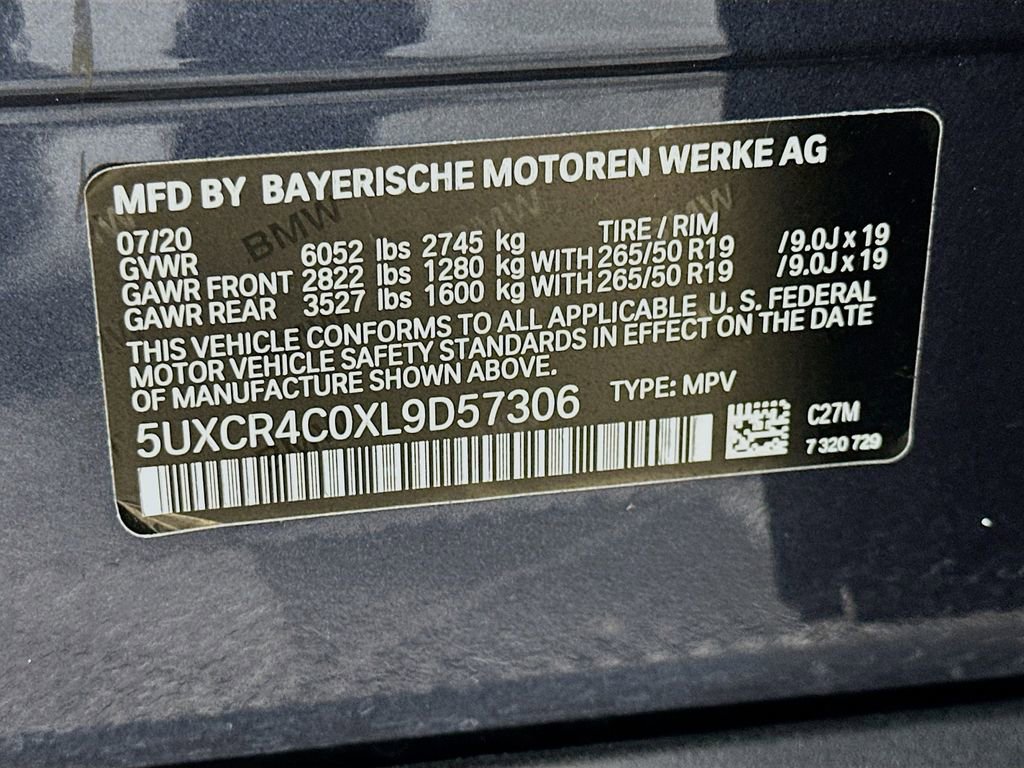 MFD BY BAYERISCHE MOTOREN WERKE AG
07/20 TIRE / RIM
GVWR 6052 lbs 2745 kg
GAWR FRONT 2822 lbs 1280 kg WITH 265/50 R19 /9.0J x 19
GAWR REAR 3527 lbs 1600 kg WITH 265/50 R19 /9.0J x 19
THIS VEHICLE CONFORMS TO ALL APPLICABLE U. S. FEDERAL
MOTOR VEHICLE SAFETY STANDARDS IN EFFECT ON THE DATE
OF MANUFACTURE SHOWN ABOVE.
5UXCR4C0XL9D57306 TYPE: MPV
C27M
7 320 729
BMW
BMW
BMW